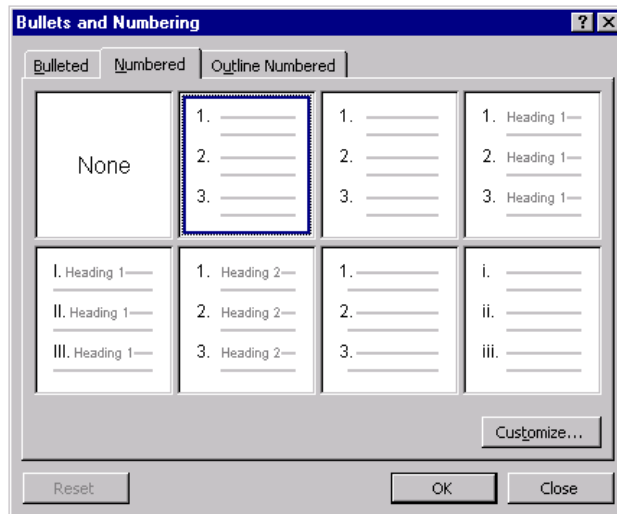 Bullets and Numbering
Bulleted Numbered Outline Numbered
None
1.
2.
3.
1.
2.
3.
1. Heading 1
2. Heading 1
3. Heading 1
I. Heading 1
II. Heading 1
III. Heading 1
1. Heading 2
2. Heading 2
3. Heading 2
1.
2.
3.
i.
ii.
iii.
Customize...
Reset OK Close